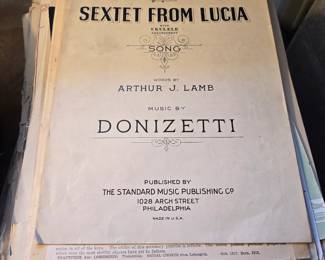 SEXTET FROM LUCIA
WITH
UKULELE
ARRANGEMENT
SONG
WORDS BY
ARTHUR J. LAMB
MUSIC BY
DONIZETTI
PUBLISHED BY
THE STANDARD MUSIC PUBLISHING CO
1028 ARCH STREET
PHILADELPHIA
MADE IN U.S.A.